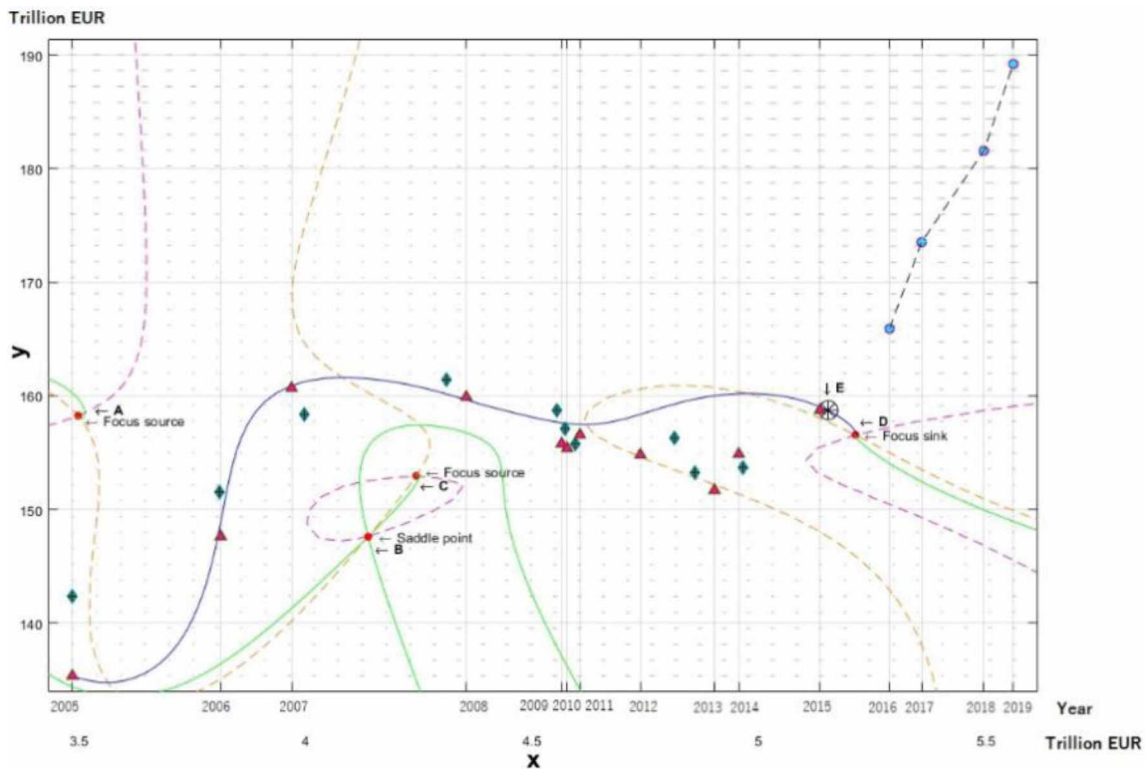 Trillion EUR
190
180
170
y
160
↓ E
← A
← Focus source
← D
← Focus sink
← Focus source
← C
150
← Saddle point
← B
140
2005 2006 2007 2008 2009 2010 2011 2012 2013 2014 2015 2016 2017 2018 2019 Year
3.5 4 4.5 5 5.5 Trillion EUR
x